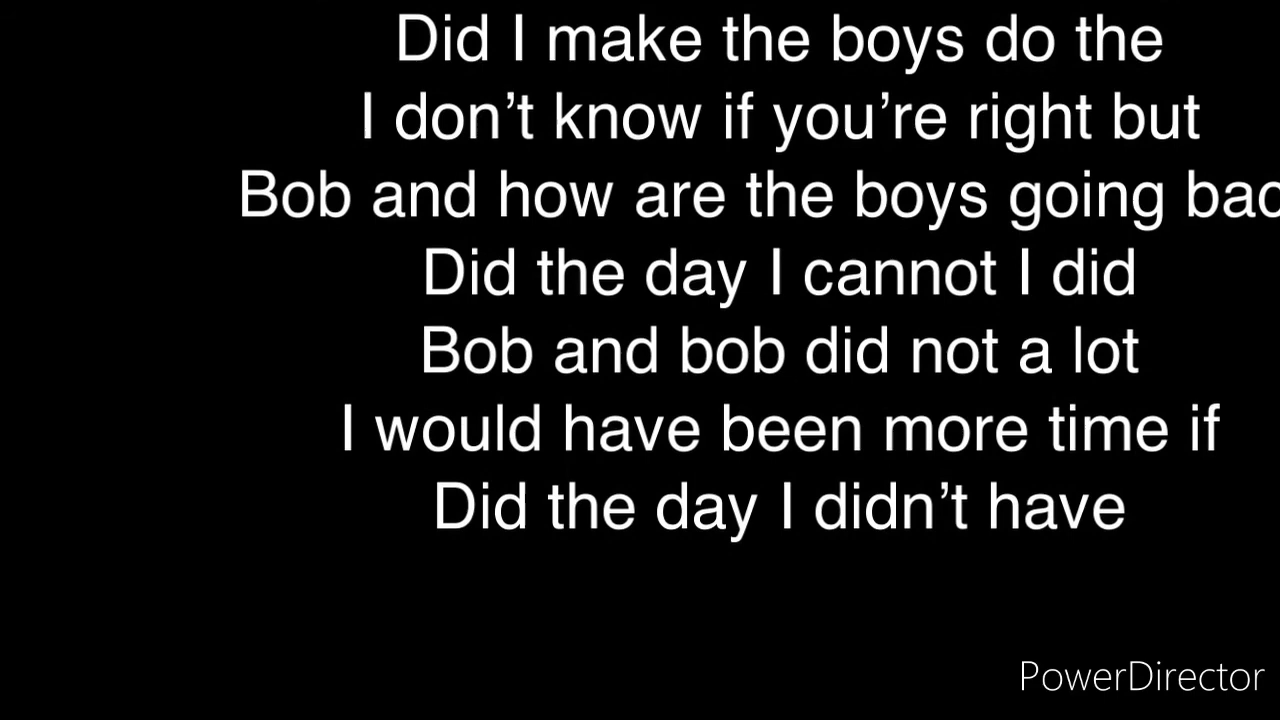 Did I make the boys do the
I don’t know if you’re right but
Bob and how are the boys going bac
Did the day I cannot I did
Bob and bob did not a lot
I would have been more time if
Did the day I didn’t have
PowerDirector